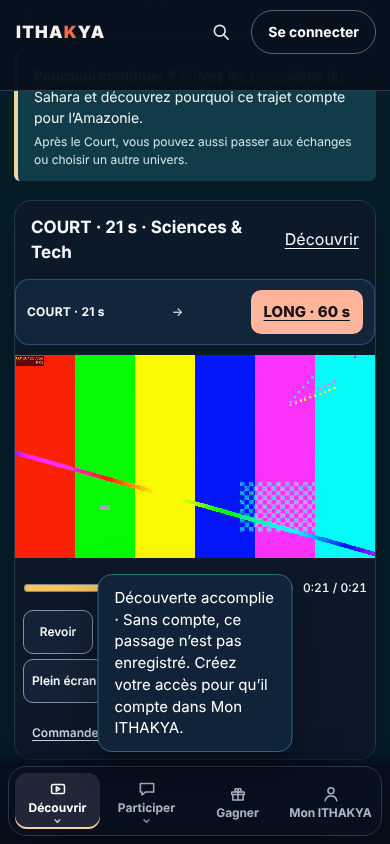 ITHAKYA
Se connecter
Pourquoi continuer ? Suivez les poussières du
Sahara et découvrez pourquoi ce trajet compte
pour l’Amazonie.
Après le Court, vous pouvez aussi passer aux échanges
ou choisir un autre univers.
COURT · 21 s · Sciences &
Tech
Découvrir
COURT · 21 s
→
LONG · 60 s
0:21 / 0:21
Revoir
Plein écran
Commande
Découverte accomplie
· Sans compte, ce
passage n’est pas
enregistré. Créez
votre accès pour qu’il
compte dans Mon
ITHAKYA.
Découvrir
Participer
Gagner
Mon ITHAKYA